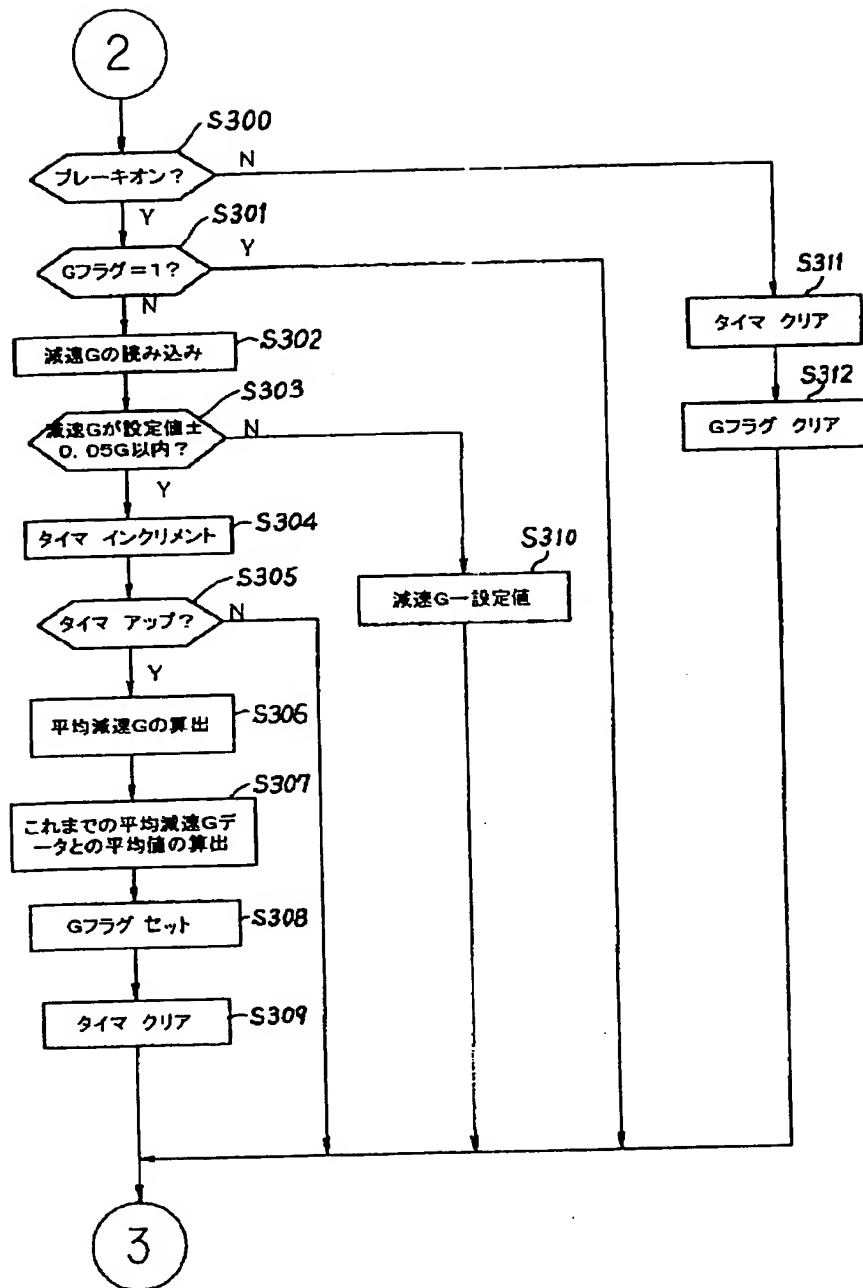 2
S300
ブレーキオン?
N
Y
S301
Gフラグ=1?
Y
N
減速Gの読み込み
S302
S303
減速Gが設定値±
0.05G以内?
N
Y
タイマ インクリメント
S304
S305
タイマ アップ?
N
Y
平均減速Gの算出
S306
S307
これまでの平均減速Gデ
ータとの平均値の算出
Gフラグ セット
S308
タイマ クリア
S309
S310
減速G一設定値
S311
タイマ クリア
S312
Gフラグ クリア
3